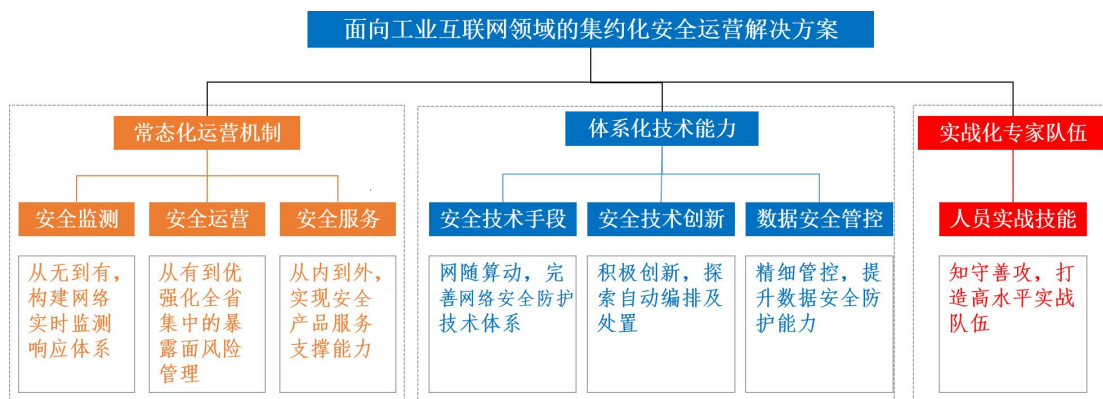 面向工业互联网领域的集约化安全运营解决方案
常态化运营机制
体系化技术能力
实战化专家队伍
安全监测
安全运营
安全服务
安全技术手段
安全技术创新
数据安全管控
人员实战技能
从无到有，
构建网络
实时监测
响应体系
从有到优
强化全省
集中的暴
露面风险
管理
从内到外，
实现安全
产品服务
支撑能力
网随算动，完
善网络安全防护
技术体系
积极创新，探
索自动编排及
处置
精细管控，提
升数据安全防
护能力
知守善攻，打
造高水平实战
队伍